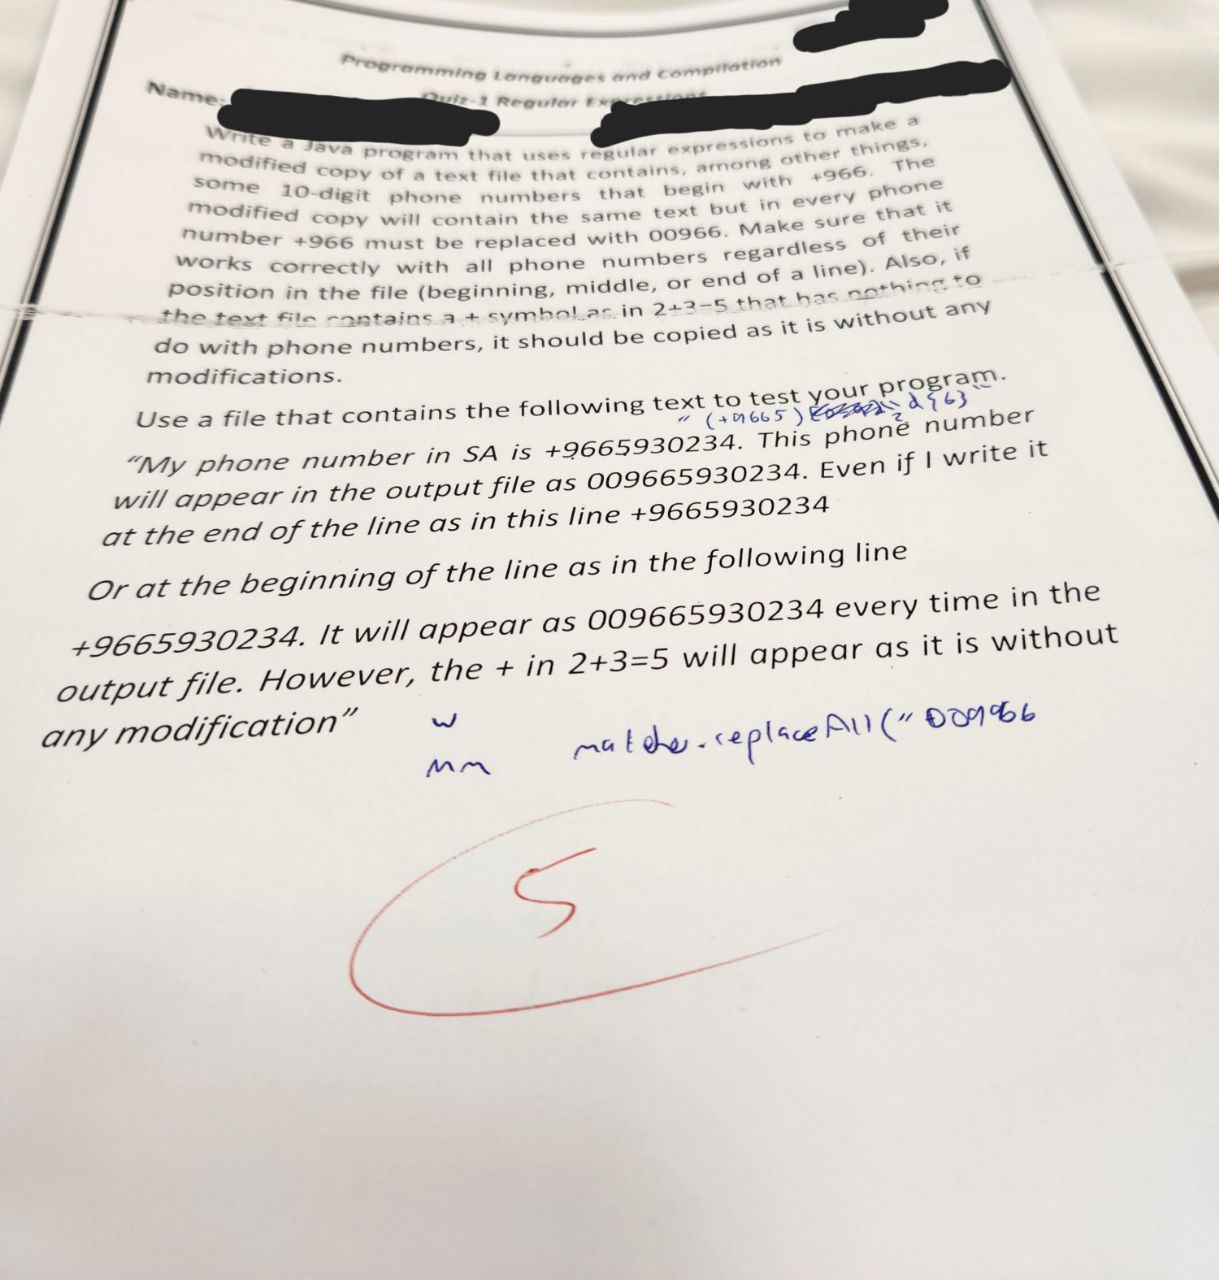 Programming Languages and Compilation
Quiz-1 Regular Expressions
Name:
Write a Java program that uses regular expressions to make a
modified copy of a text file that contains, among other things,
some 10-digit phone numbers that begin with +966. The
modified copy will contain the same text but in every phone
number +966 must be replaced with 00966. Make sure that it
works correctly with all phone numbers regardless of their
position in the file (beginning, middle, or end of a line). Also, if
the text file contains a + symbol as in 2+3=5 that has nothing to
do with phone numbers, it should be copied as it is without any
modifications.
Use a file that contains the following text to test your program.
" (+9665) \\d{6}"
"My phone number in SA is +9665930234. This phone number
will appear in the output file as 009665930234. Even if I write it
at the end of the line as in this line +9665930234
Or at the beginning of the line as in the following line
+9665930234. It will appear as 009665930234 every time in the
output file. However, the + in 2+3=5 will appear as it is without
any modification"
w
matcher.replaceAll("00966
5